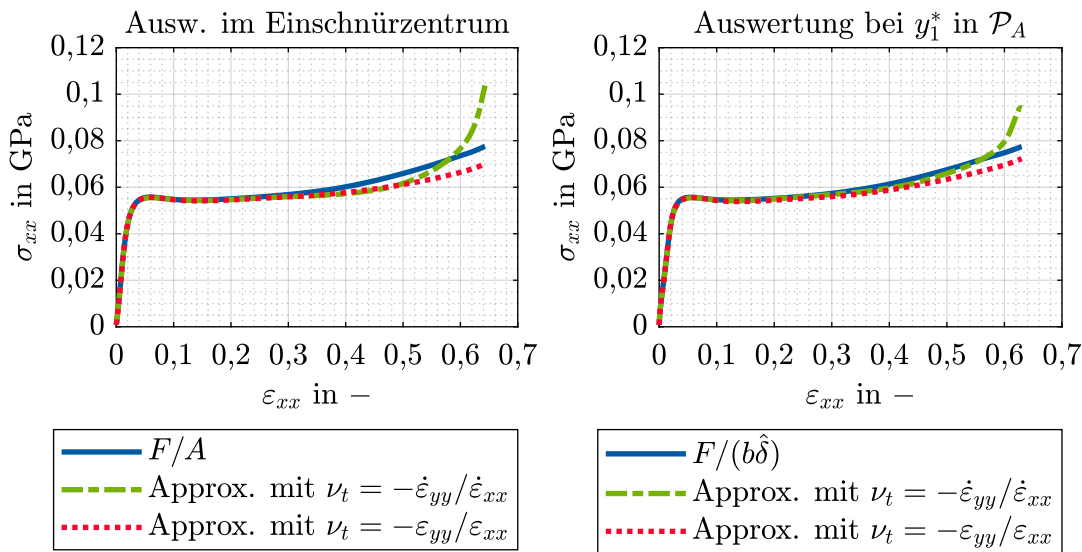 Ausw. im Einschnürzentrum
0,12
0,1
0,08
0,06
0,04
0,02
0
σ_xx in GPa
0 0,1 0,2 0,3 0,4 0,5 0,6 0,7
ε_xx in −
F/A
Approx. mit ν_t = −ε̇_yy/ε̇_xx
Approx. mit ν_t = −ε_yy/ε_xx
Auswertung bei y_1^* in 𝒫_A
0,12
0,1
0,08
0,06
0,04
0,02
0
σ_xx in GPa
0 0,1 0,2 0,3 0,4 0,5 0,6 0,7
ε_xx in −
F/(bδ̂)
Approx. mit ν_t = −ε̇_yy/ε̇_xx
Approx. mit ν_t = −ε_yy/ε_xx